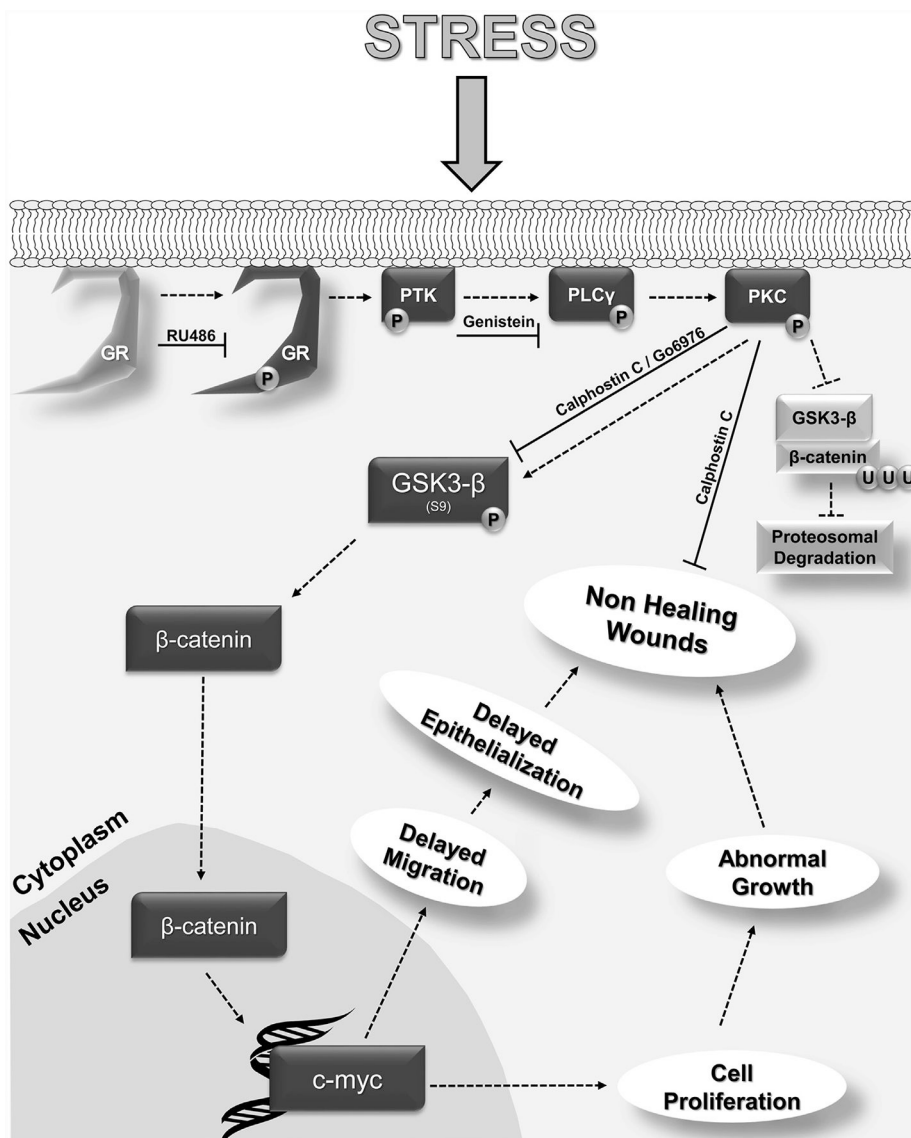 STRESS
GR
RU486
GR
P
PTK
P
Genistein
PLCγ
P
PKC
P
Calphostin C / Go6976
Calphostin C
GSK3-β
β-catenin
U U U
Proteosomal
Degradation
GSK3-β
(S9)
P
Non Healing
Wounds
β-catenin
Delayed
Epithelialization
Delayed
Migration
Abnormal
Growth
Cytoplasm
Nucleus
β-catenin
c-myc
Cell
Proliferation